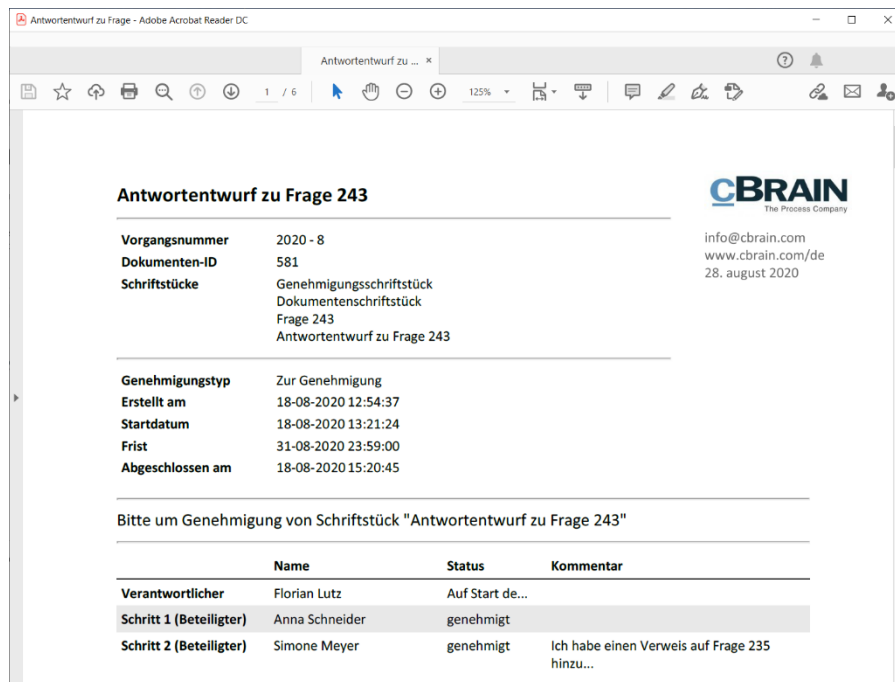 Antwortentwurf zu Frage - Adobe Acrobat Reader DC
Antwortentwurf zu ... ×
1 / 6 125%
Antwortentwurf zu Frage 243
cBRAIN
The Process Company
info@cbrain.com
www.cbrain.com/de
28. august 2020
Vorgangsnummer 2020 - 8
Dokumenten-ID 581
Schriftstücke Genehmigungsschriftstück
Dokumentenschriftstück
Frage 243
Antwortentwurf zu Frage 243
Genehmigungstyp Zur Genehmigung
Erstellt am 18-08-2020 12:54:37
Startdatum 18-08-2020 13:21:24
Frist 31-08-2020 23:59:00
Abgeschlossen am 18-08-2020 15:20:45
Bitte um Genehmigung von Schriftstück "Antwortentwurf zu Frage 243"
Name Status Kommentar
Verantwortlicher Florian Lutz Auf Start de...
Schritt 1 (Beteiligter) Anna Schneider genehmigt
Schritt 2 (Beteiligter) Simone Meyer genehmigt Ich habe einen Verweis auf Frage 235
hinzu...